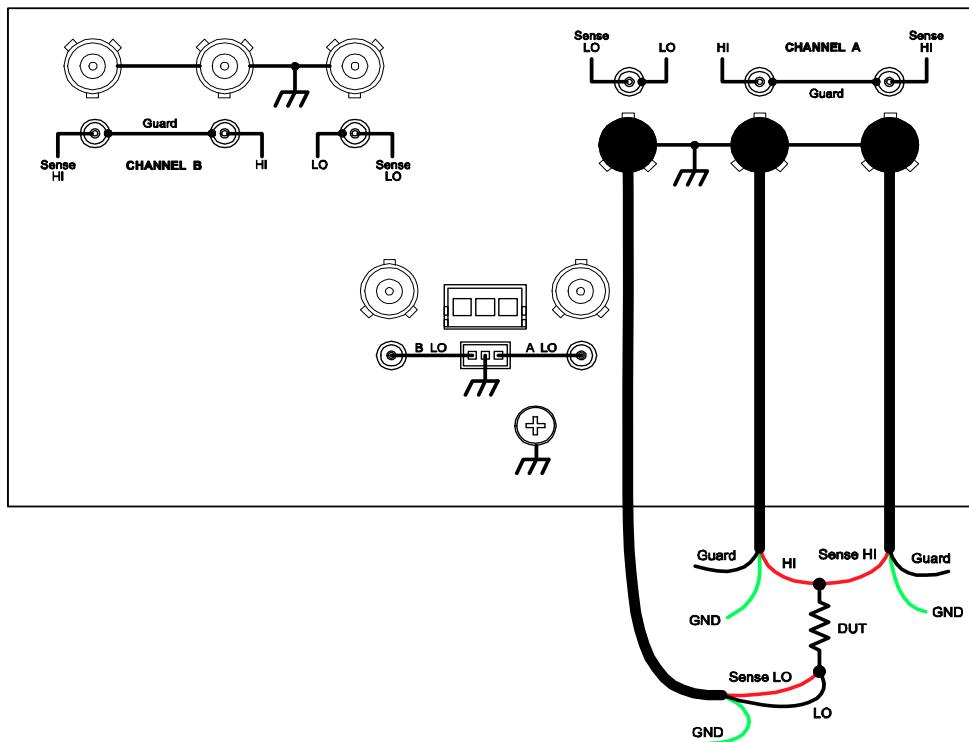 Sense
LO
LO
HI
CHANNEL A
Sense
HI
Guard
Guard
Sense
HI
CHANNEL B
HI
LO
Sense
LO
B LO
A LO
Guard
HI
Sense HI
Guard
GND
GND
DUT
Sense LO
LO
GND